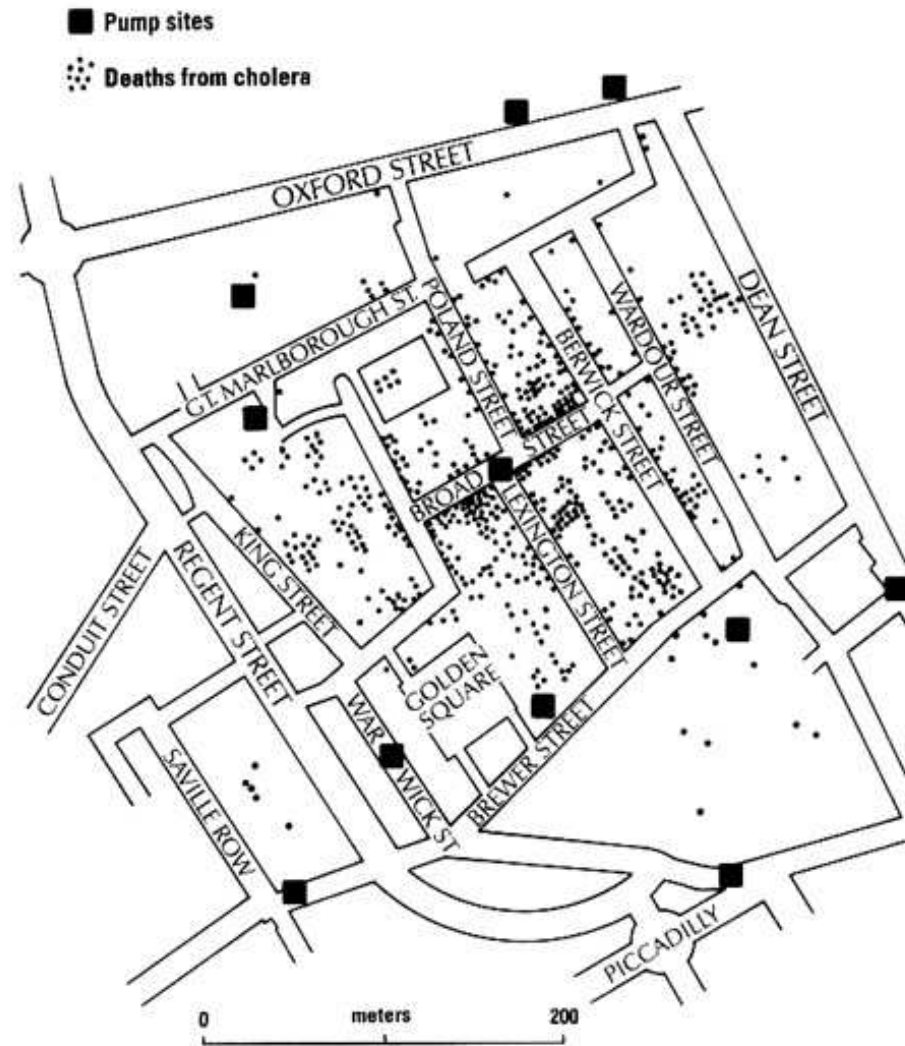 Pump sites
Deaths from cholera
OXFORD STREET
GT. MARLBOROUGH ST.
POLAND STREET
BERWICK STREET
WARDOUR STREET
DEAN STREET
BROAD STREET
LEXINGTON STREET
KING STREET
REGENT STREET
CONDUIT STREET
GOLDEN
SQUARE
WARWICK ST
BREWER STREET
SAVILLE ROW
PICCADILLY
0 meters 200